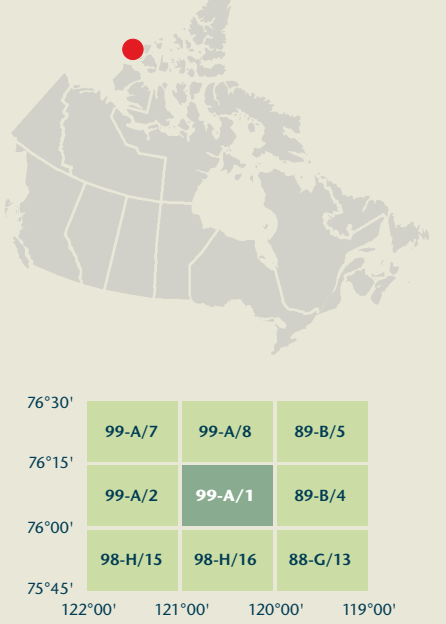 76°30'
99-A/7 99-A/8 89-B/5
76°15'
99-A/2 99-A/1 89-B/4
76°00'
98-H/15 98-H/16 88-G/13
75°45'
122°00' 121°00' 120°00' 119°00'